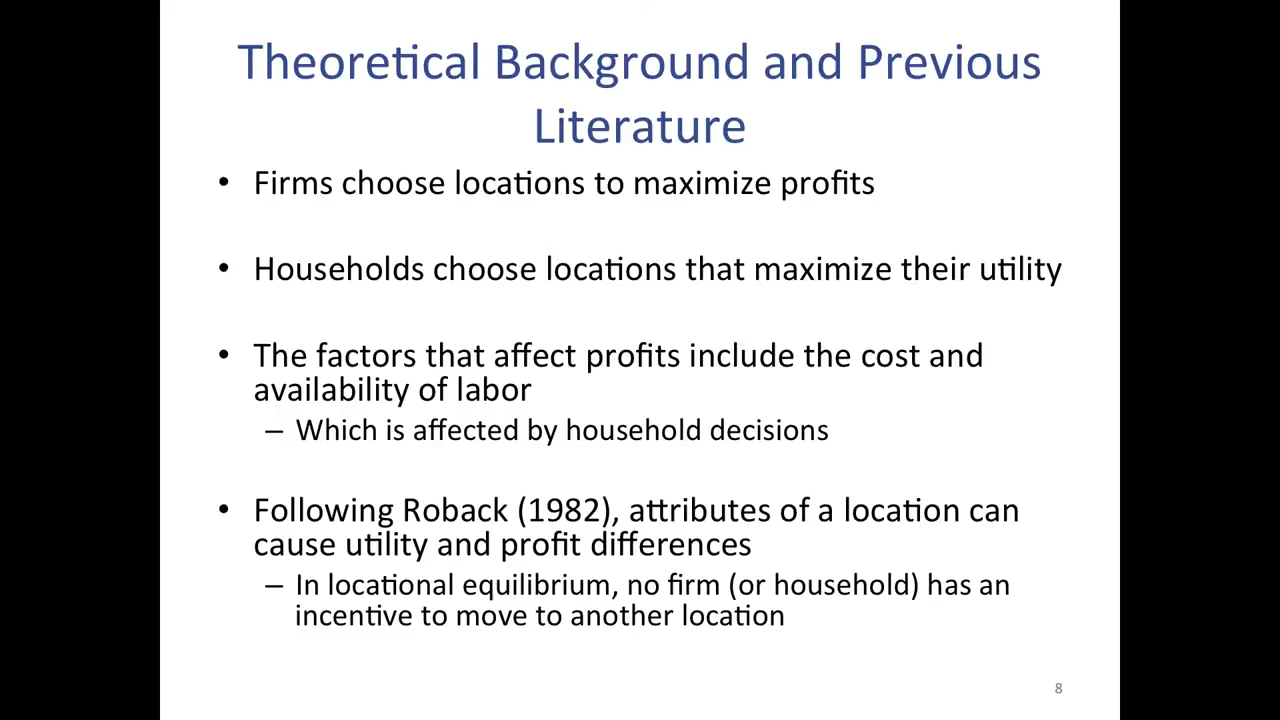 Theoretical Background and Previous
Literature
• Firms choose locations to maximize profits
• Households choose locations that maximize their utility
• The factors that affect profits include the cost and
availability of labor
– Which is affected by household decisions
• Following Roback (1982), attributes of a location can
cause utility and profit differences
– In locational equilibrium, no firm (or household) has an
incentive to move to another location
8